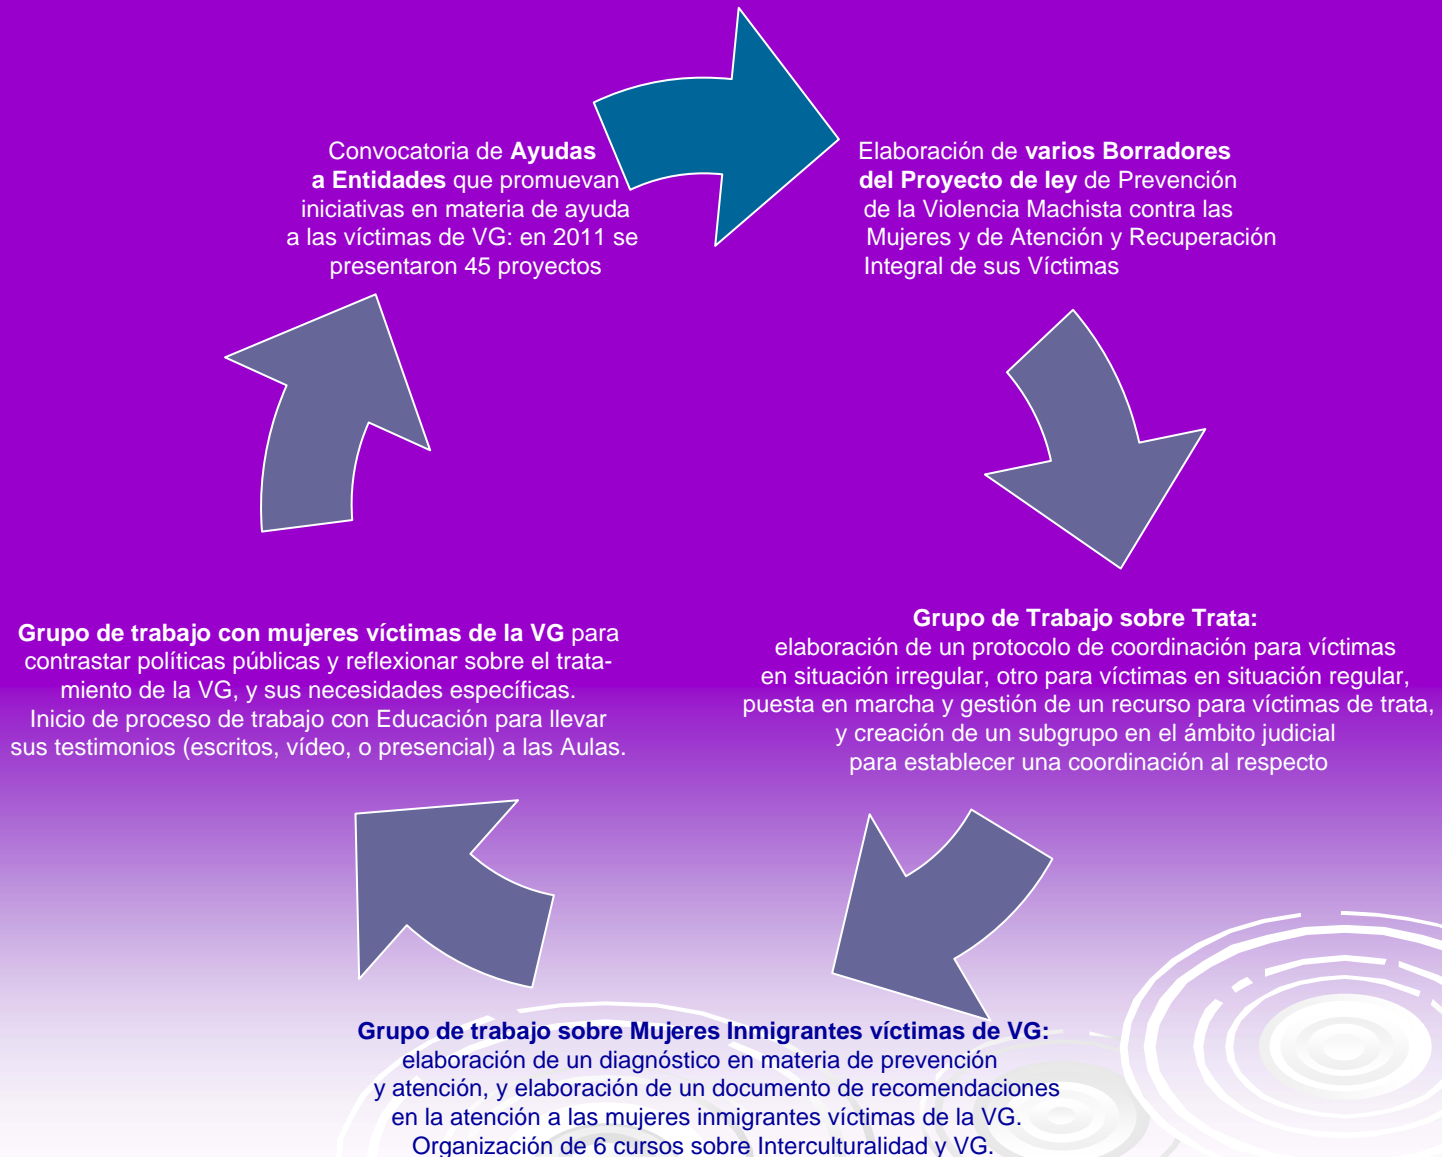 Convocatoria de Ayudas
a Entidades que promuevan
iniciativas en materia de ayuda
a las víctimas de VG: en 2011 se
presentaron 45 proyectos
Elaboración de varios Borradores
del Proyecto de ley de Prevención
de la Violencia Machista contra las
Mujeres y de Atención y Recuperación
Integral de sus Víctimas
Grupo de Trabajo sobre Trata:
elaboración de un protocolo de coordinación para víctimas
en situación irregular, otro para víctimas en situación regular,
puesta en marcha y gestión de un recurso para víctimas de trata,
y creación de un subgrupo en el ámbito judicial
para establecer una coordinación al respecto
Grupo de trabajo sobre Mujeres Inmigrantes víctimas de VG:
elaboración de un diagnóstico en materia de prevención
y atención, y elaboración de un documento de recomendaciones
en la atención a las mujeres inmigrantes víctimas de la VG.
Organización de 6 cursos sobre Interculturalidad y VG.
Grupo de trabajo con mujeres víctimas de la VG para
contrastar políticas públicas y reflexionar sobre el trata-
miento de la VG, y sus necesidades específicas.
Inicio de proceso de trabajo con Educación para llevar
sus testimonios (escritos, vídeo, o presencial) a las Aulas.